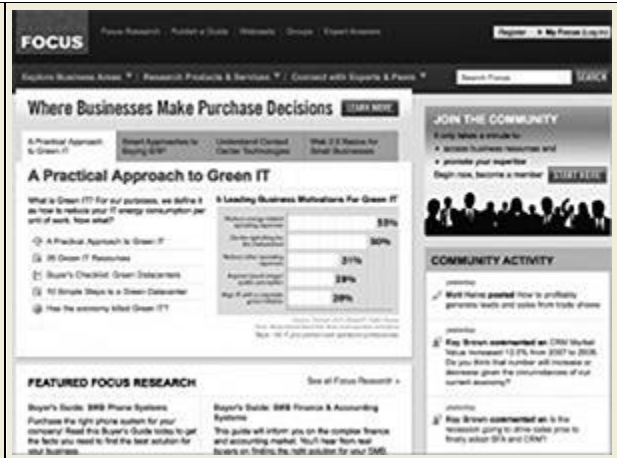 FOCUS
Focus Research Publish a Guide Webcasts Groups Expert Answers
Register My Focus (Log in)
Explore Business Areas Research Products & Services Connect with Experts & Peers
Search Focus SEARCH
Where Businesses Make Purchase Decisions LEARN MORE
A Practical Approach
to Green IT
Smart Approaches to
Buying ERP
Understand Contact
Center Technologies
Web 2.0 Basics for
Small Businesses
A Practical Approach to Green IT
What is Green IT? For our purposes, we define it
as how to reduce your IT energy consumption per
unit of work. Now what?
A Practical Approach to Green IT
35 Green IT Resources
Buyer's Checklist: Green Datacenters
10 Simple Steps to a Green Datacenter
Has the economy killed Green IT?
5 Leading Business Motivations For Green IT
53%
50%
31%
29%
28%
JOIN THE COMMUNITY
It only takes a minute to:
access business resources and
promote your expertise
Begin now, become a member START HERE
COMMUNITY ACTIVITY
yesterday
Matt Heinz posted How to profitably
generate leads and sales from trade shows
yesterday
Ray Brown commented on CRM Market
Value increased 12.5% from 2007 to 2008.
Do you think that number will increase or
decrease given the circumstances of our
current economy?
yesterday
Ray Brown commented on Is the
recession going to drive sales pros to
finally adopt SFA and CRM?
FEATURED FOCUS RESEARCH
See all Focus Research
Buyer's Guide: SMB Phone Systems
Purchase the right phone system for your
company! Read this Buyer's Guide today to get
the facts you need to find the best solution for
your business.
Buyer's Guide: SMB Finance & Accounting
Systems
This guide will inform you on the complex finance
and accounting market. You'll hear from real
buyers on finding the right solution for your SMB.